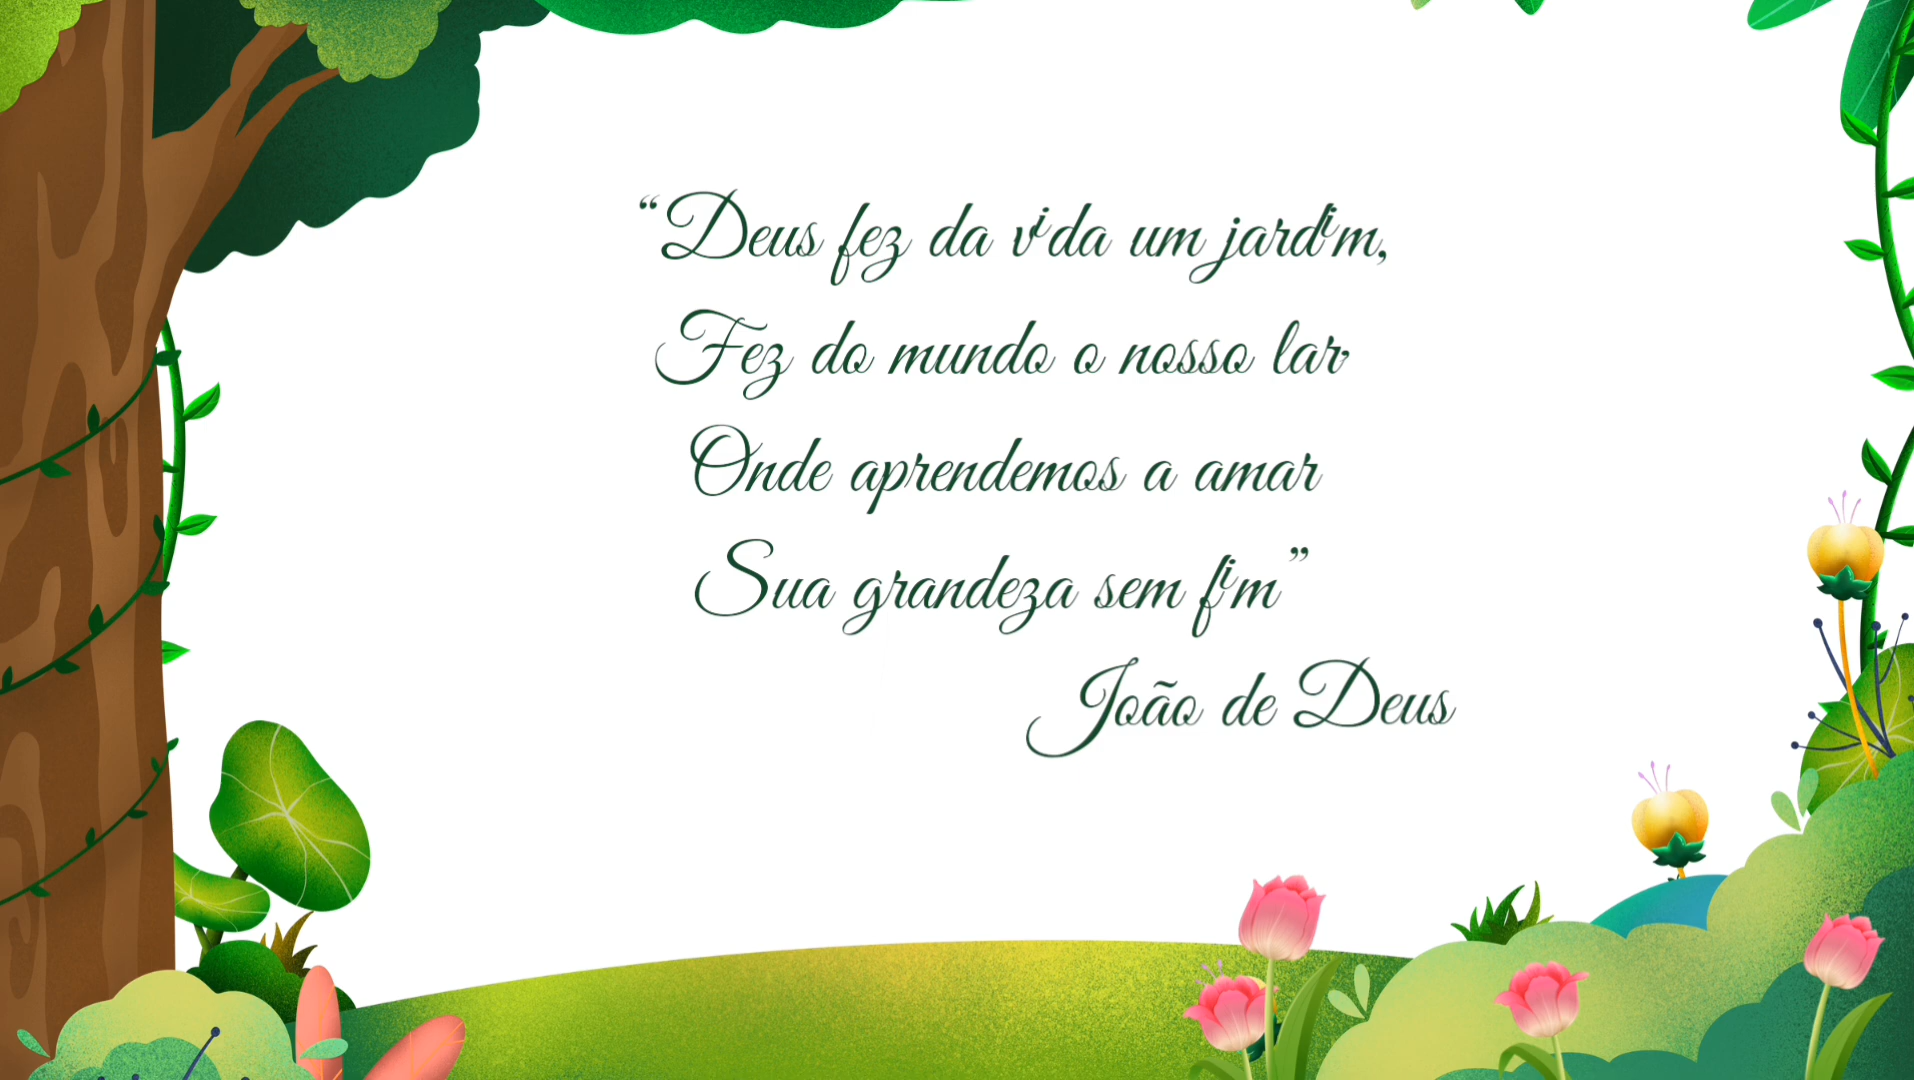 “Deus fez da vida um jardim,
Fez do mundo o nosso lar
Onde aprendemos a amar
Sua grandeza sem fim”
João de Deus